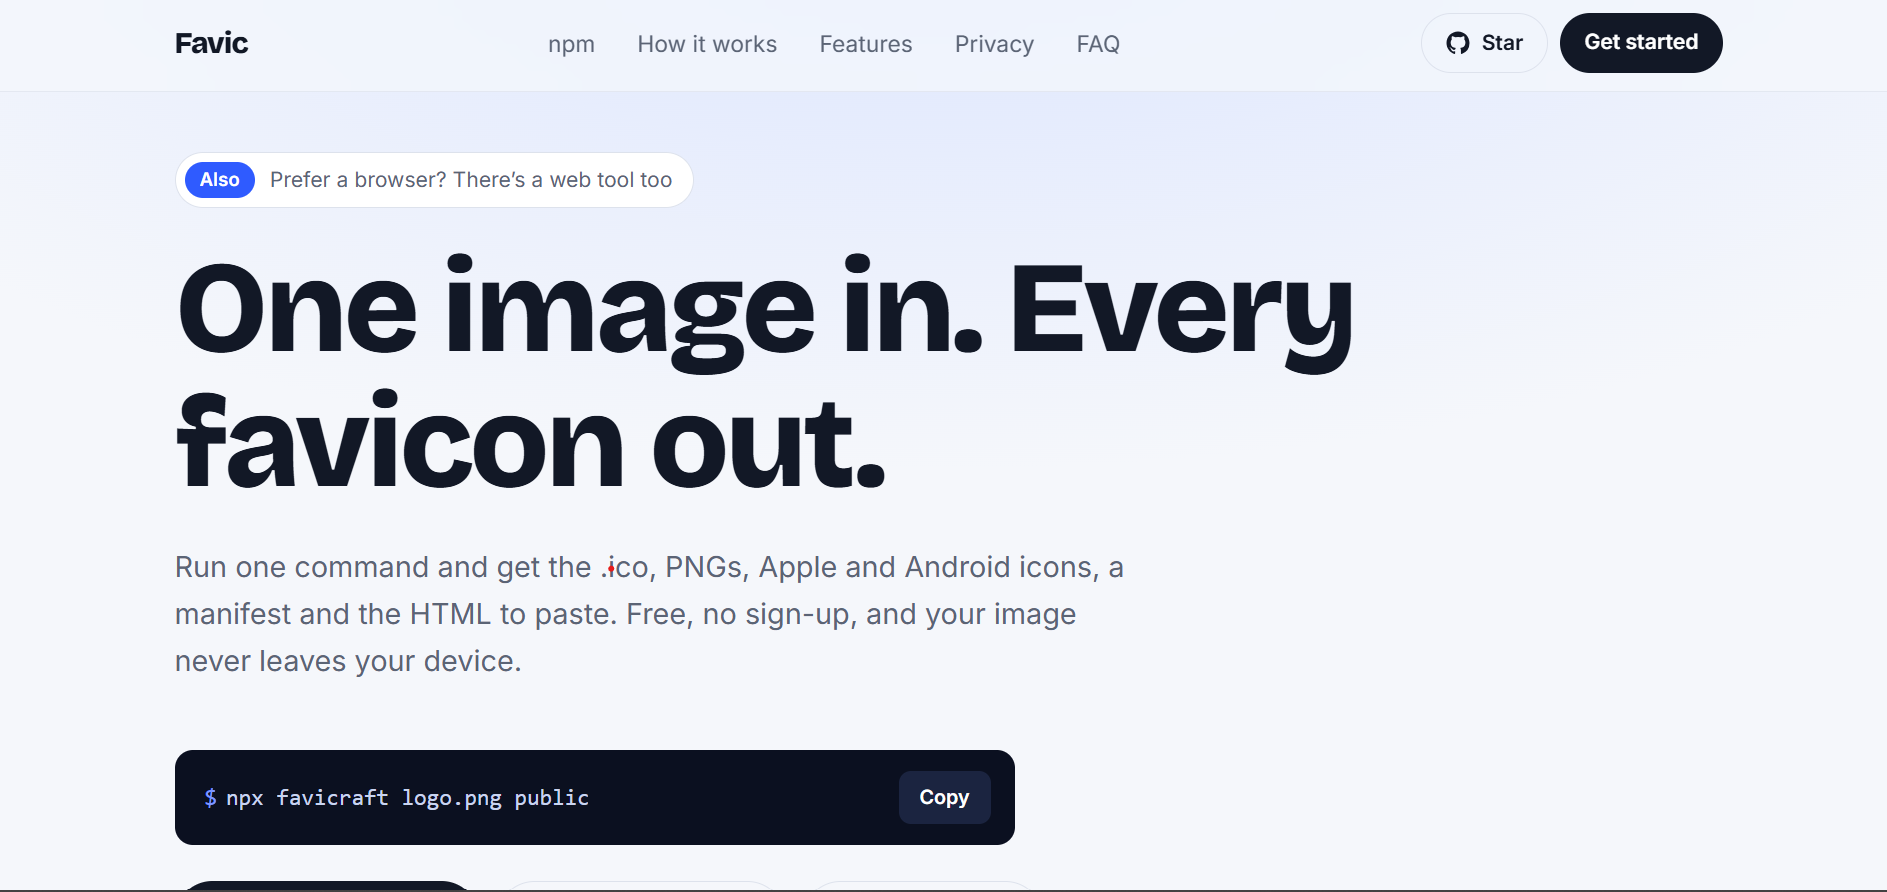 Favic
npm
How it works
Features
Privacy
FAQ
Star
Get started
Also
Prefer a browser? There’s a web tool too
One image in. Every
favicon out.
Run one command and get the .ico, PNGs, Apple and Android icons, a
manifest and the HTML to paste. Free, no sign-up, and your image
never leaves your device.
$ npx favicraft logo.png public
Copy